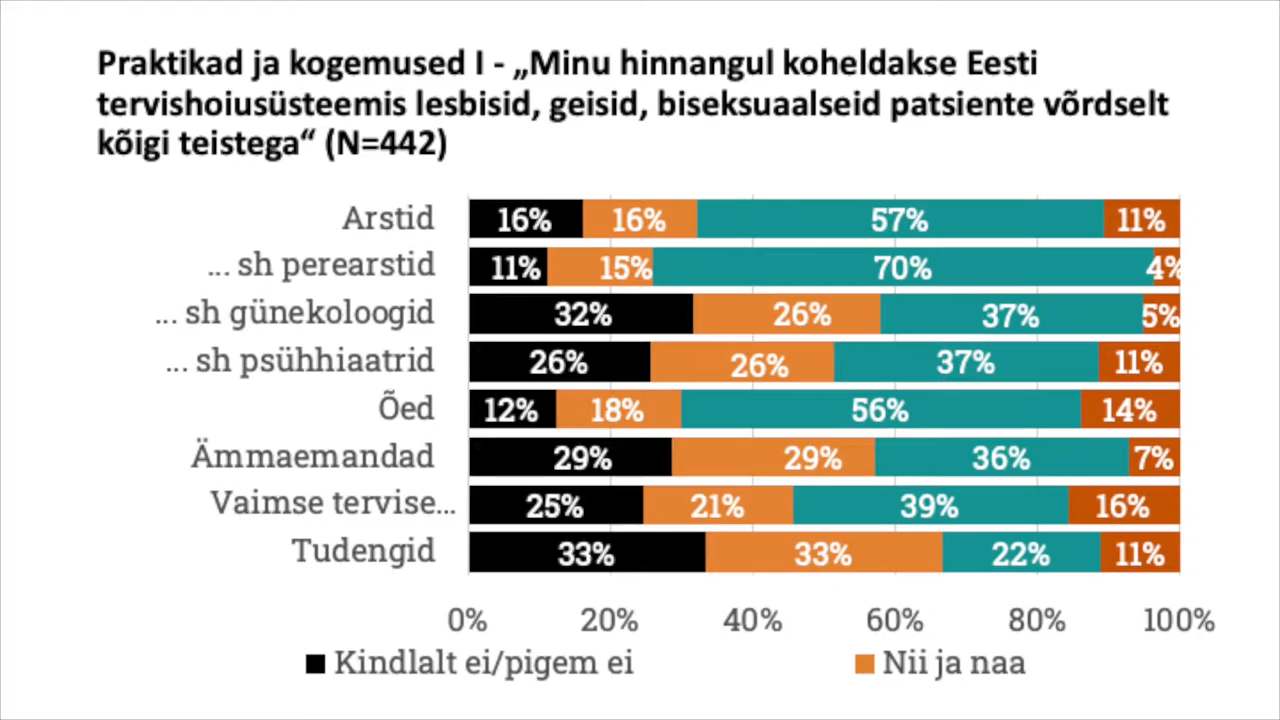 Praktikad ja kogemused I - „Minu hinnangul koheldakse Eesti
tervishoiusüsteemis lesbisid, geisid, biseksuaalseid patsiente võrdselt
kõigi teistega“ (N=442)
Arstid 16% 16% 57% 11%
... sh perearstid 11% 15% 70% 4%
... sh günekoloogid 32% 26% 37% 5%
... sh psühhiaatrid 26% 26% 37% 11%
Õed 12% 18% 56% 14%
Ämmaemandad 29% 29% 36% 7%
Vaimse tervise... 25% 21% 39% 16%
Tudengid 33% 33% 22% 11%
0% 20% 40% 60% 80% 100%
Kindlalt ei/pigem ei Nii ja naa